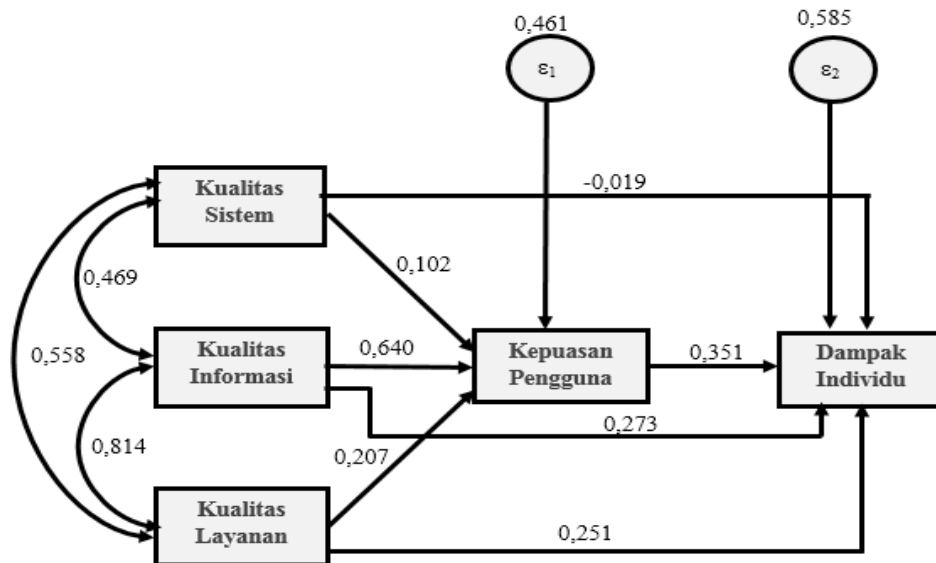 0,461
0,585
ε1
ε2
Kualitas
Sistem
-0,019
0,102
0,469
0,558
Kualitas
Informasi
0,640
Kepuasan
Pengguna
0,351
Dampak
Individu
0,273
0,814
0,207
Kualitas
Layanan
0,251